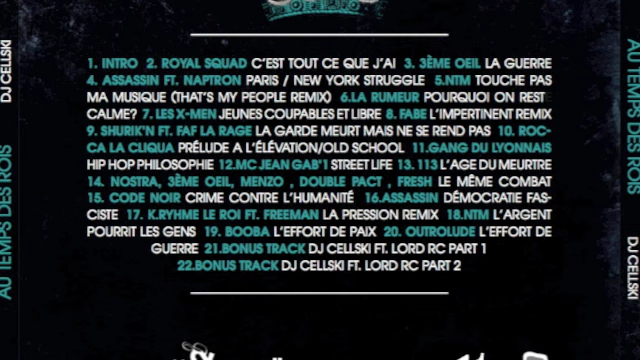 1. INTRO 2. ROYAL SQUAD C'EST TOUT CE QUE J'AI 3. 3ÈME OEIL LA GUERRE
4. ASSASSIN FT. NAPTRON PARIS / NEW YORK STRUGGLE 5.NTM TOUCHE PAS
MA MUSIQUE (THAT'S MY PEOPLE REMIX) 6.LA RUMEUR POURQUOI ON REST
CALME? 7. LES X-MEN JEUNES COUPABLES ET LIBRE 8. FABE L'IMPERTINENT REMIX
9. SHURIK'N FT. FAF LA RAGE LA GARDE MEURT MAIS NE SE REND PAS 10. ROC-
CA LA CLIQUA PRÉLUDE A L'ÉLÉVATION/OLD SCHOOL 11.GANG DU LYONNAIS
HIP HOP PHILOSOPHIE 12.MC JEAN GAB'1 STREET LIFE 13. 113 L'AGE DU MEURTRE
14. NOSTRA, 3ÈME OEIL, MENZO , DOUBLE PACT , FRESH LE MÊME COMBAT
15. CODE NOIR CRIME CONTRE L'HUMANITÉ 16.ASSASSIN DÉMOCRATIE FAS-
CISTE 17. K.RHYME LE ROI FT. FREEMAN LA PRESSION REMIX 18.NTM L'ARGENT
POURRIT LES GENS 19. BOOBA L'EFFORT DE PAIX 20. OUTROLUDE L'EFFORT DE
GUERRE 21.BONUS TRACK DJ CELLSKI FT. LORD RC PART 1
22.BONUS TRACK DJ CELLSKI FT. LORD RC PART 2
AU TEMPS DES ROIS
DJ CELLSKI
AU TEMPS DES ROIS
DJ CELLSKI